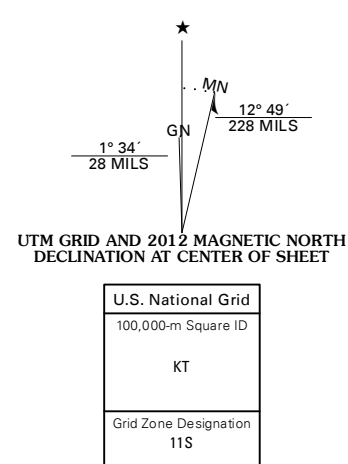 ★
MN
12° 49´
228 MILS
GN
1° 34´
28 MILS
UTM GRID AND 2012 MAGNETIC NORTH
DECLINATION AT CENTER OF SHEET
U.S. National Grid
100,000-m Square ID
KT
Grid Zone Designation
11S